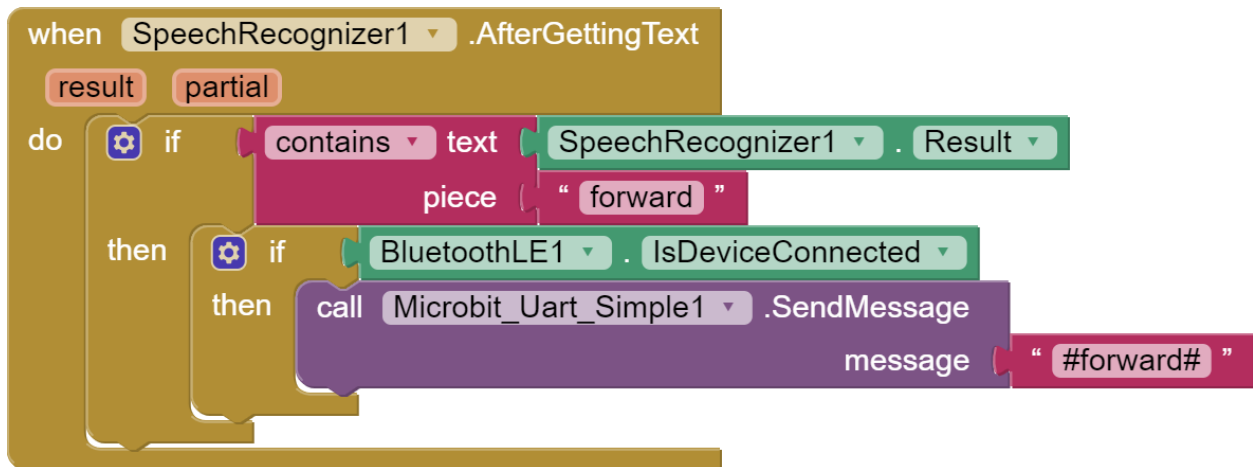 when SpeechRecognizer1 .AfterGettingText
result partial
do if contains text SpeechRecognizer1 . Result
piece “ forward ”
then if BluetoothLE1 . IsDeviceConnected
then call Microbit_Uart_Simple1 .SendMessage
message “ #forward# ”